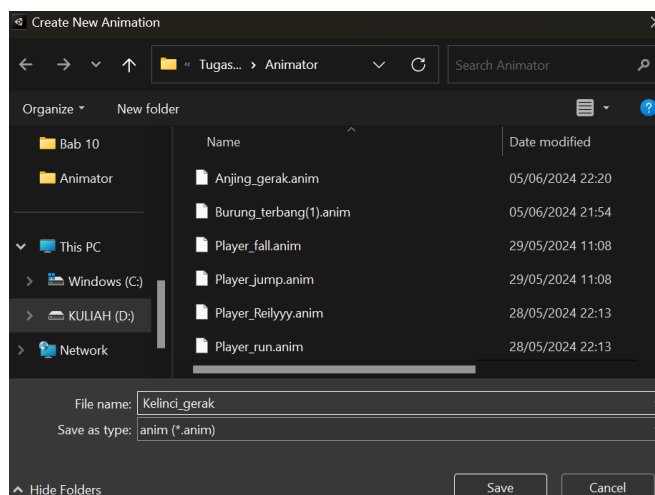 Create New Animation
« Tugas... > Animator
Search Animator
Organize
New folder
Bab 10
Animator
This PC
Windows (C:)
KULIAH (D:)
Network
Name
Date modified
Anjing_gerak.anim
05/06/2024 22:20
Burung_terbang(1).anim
05/06/2024 21:54
Player_fall.anim
29/05/2024 11:08
Player_jump.anim
29/05/2024 11:08
Player_Reilyyy.anim
28/05/2024 22:13
Player_run.anim
28/05/2024 22:13
File name: Kelinci_gerak
Save as type: anim (*.anim)
Hide Folders
Save
Cancel